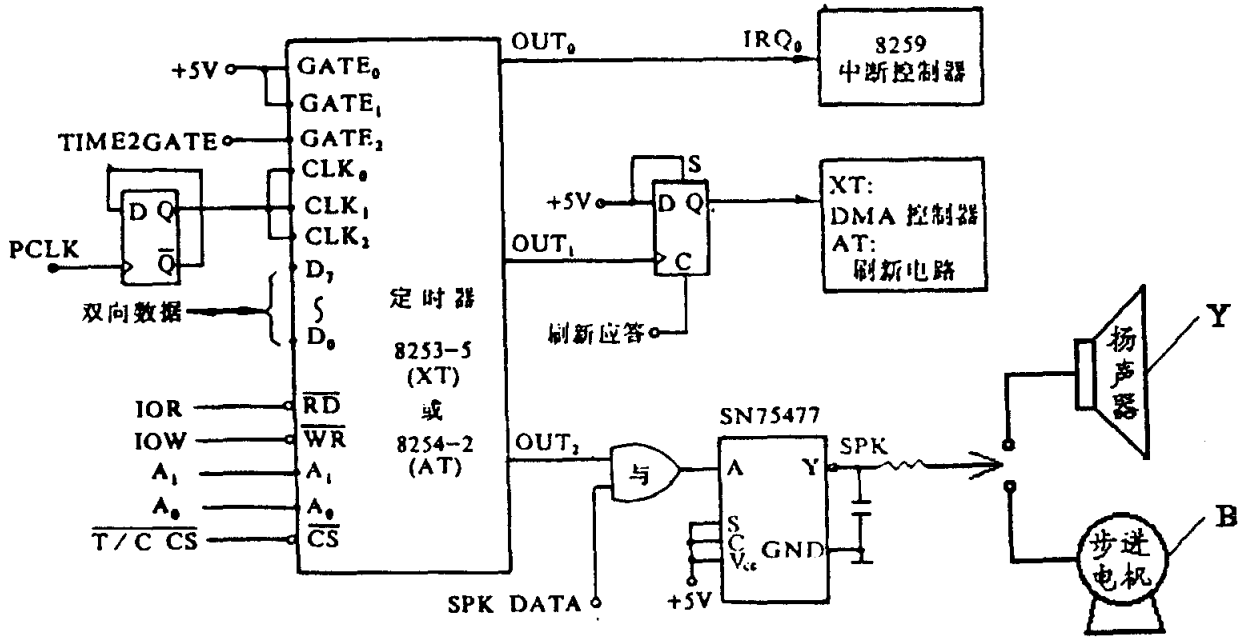 +5V
TIME2GATE
PCLK
双向数据
IOR
IOW
A₁
A₀
T/C CS
GATE₀
GATE₁
GATE₂
CLK₀
CLK₁
CLK₂
D₇
D₀
RD
WR
A₁
A₀
CS
D Q
Q
定时器
8253-5
(XT)
或
8254-2
(AT)
OUT₀
IRQ₀
8259
中断控制器
OUT₁
+5V
S
D Q
C
刷新应答
XT:
DMA 控制器
AT:
刷新电路
OUT₂
与
SPK DATA
SN75477
A
Y
S
C
Vcc
GND
+5V
SPK
扬声器
Y
步进
电机
B